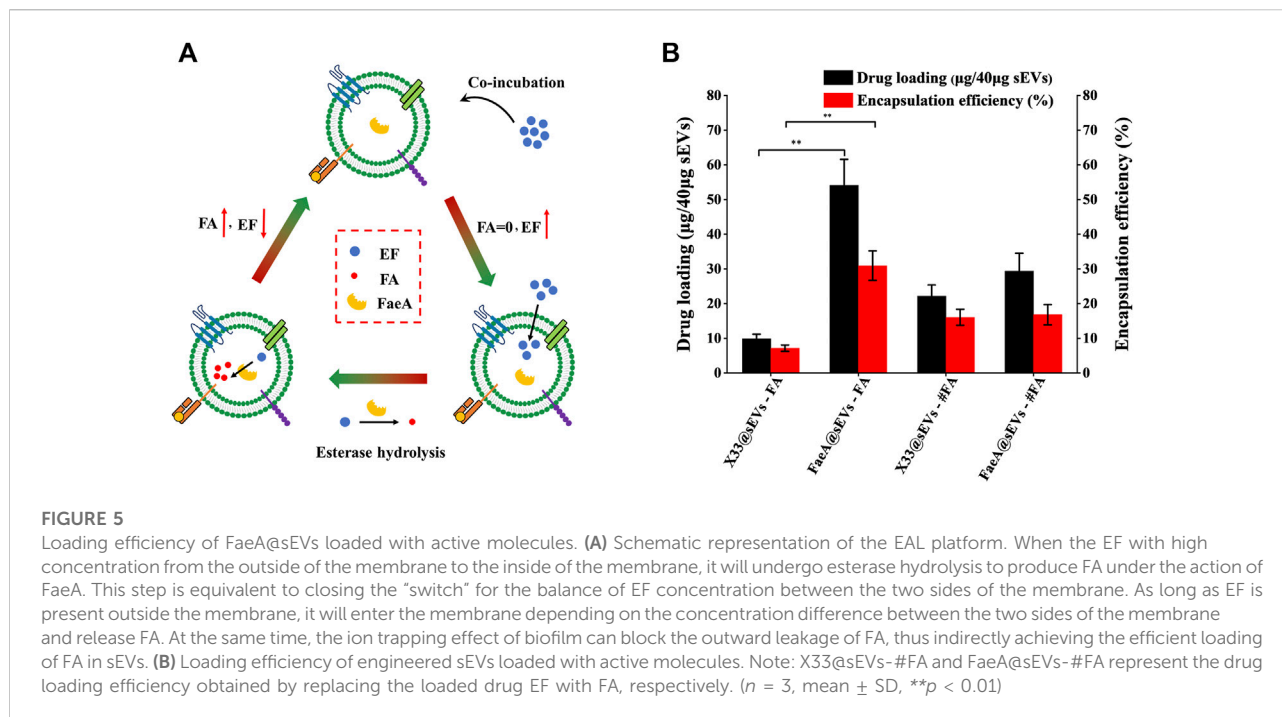 A
Co-incubation
FA ↑, EF ↓
FA=0, EF ↑
EF
FA
FaeA
Esterase hydrolysis
B
Drug loading (μg/40μg sEVs)
Encapsulation efficiency (%)
Drug loading (μg/40μg sEVs)
80
70
60
50
40
30
20
10
0
**
**
80
70
60
50
40
30
20
10
0
Encapsulation efficiency (%)
X33@sEVs - FA
FaeA@sEVs - FA
X33@sEVs - #FA
FaeA@sEVs - #FA
FIGURE 5
Loading efficiency of FaeA@sEVs loaded with active molecules. (A) Schematic representation of the EAL platform. When the EF with high
concentration from the outside of the membrane to the inside of the membrane, it will undergo esterase hydrolysis to produce FA under the action of
FaeA. This step is equivalent to closing the “switch” for the balance of EF concentration between the two sides of the membrane. As long as EF is
present outside the membrane, it will enter the membrane depending on the concentration difference between the two sides of the membrane
and release FA. At the same time, the ion trapping effect of biofilm can block the outward leakage of FA, thus indirectly achieving the efficient loading
of FA in sEVs. (B) Loading efficiency of engineered sEVs loaded with active molecules. Note: X33@sEVs-#FA and FaeA@sEVs-#FA represent the drug
loading efficiency obtained by replacing the loaded drug EF with FA, respectively. (n = 3, mean ± SD, **p < 0.01)